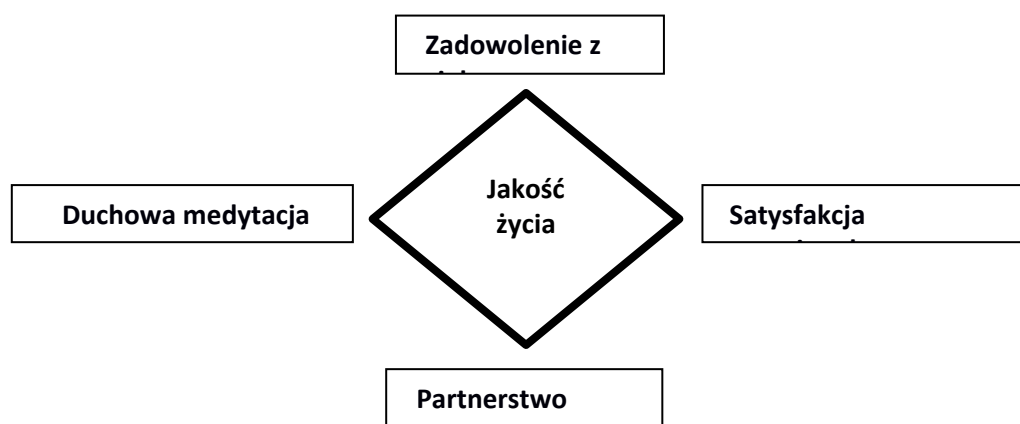 Zadowolenie z
Jakość
życia
Duchowa medytacja
Satysfakcja
Partnerstwo